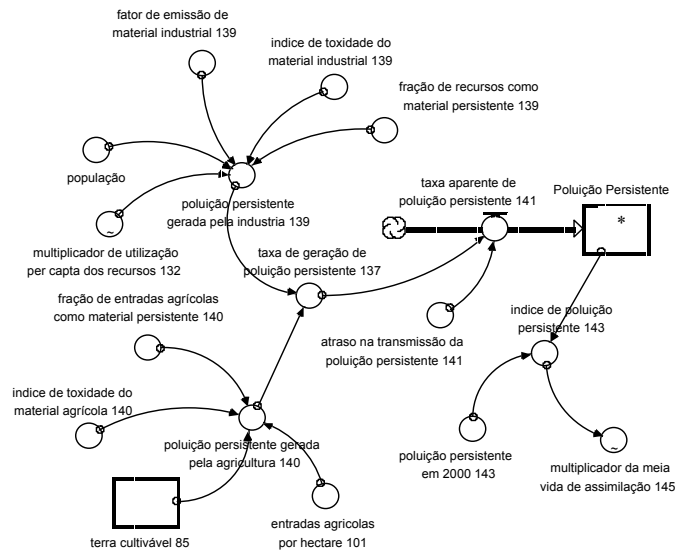 fator de emissão de
material industrial 139
indice de toxidade do
material industrial 139
fração de recursos como
material persistente 139
população
poluição persistente
gerada pela industria 139
taxa aparente de
poluição persistente 141
Poluição Persistente
*
~
multiplicador de utilização
per capta dos recursos 132
taxa de geração de
poluição persistente 137
fração de entradas agrícolas
como material persistente 140
atraso na transmissão da
poluição persistente 141
indice de poluição
persistente 143
indice de toxidade do
material agrícola 140
poluição persistente gerada
pela agricultura 140
poluição persistente
em 2000 143
~
multiplicador da meia
vida de assimilação 145
terra cultivável 85
entradas agricolas
por hectare 101